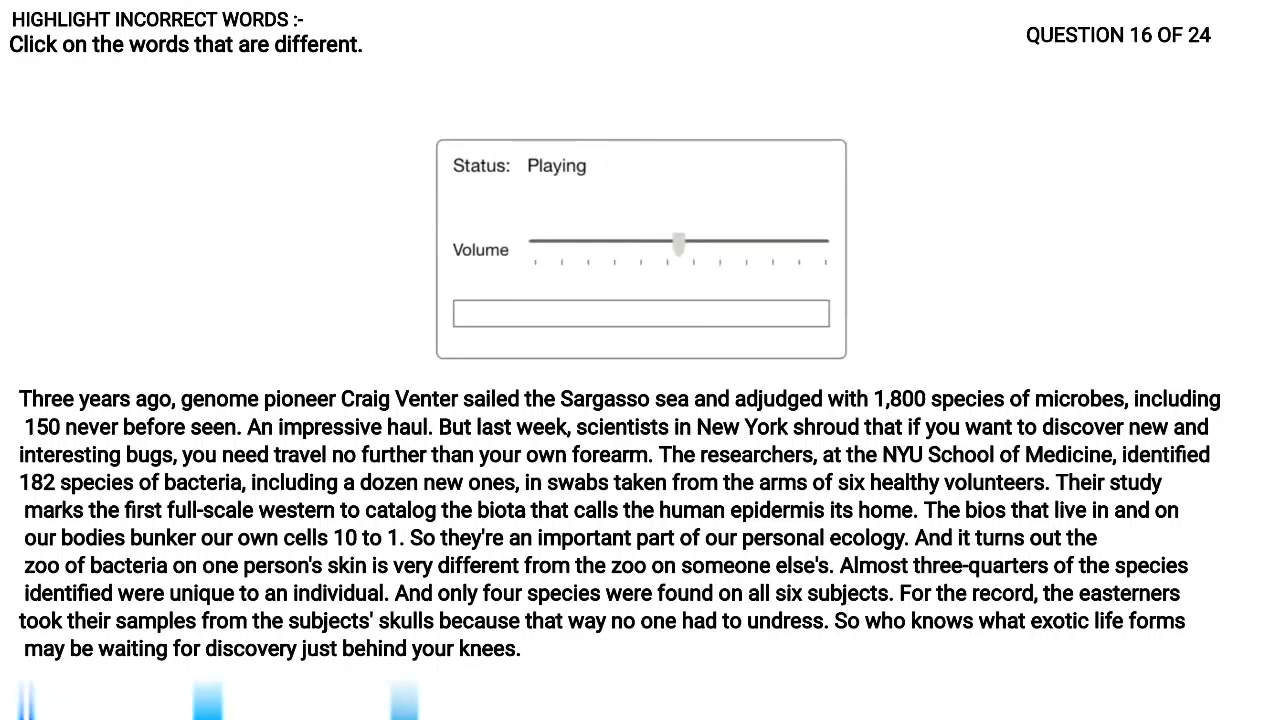 HIGHLIGHT INCORRECT WORDS :-
Click on the words that are different.
QUESTION 16 OF 24
Status: Playing
Volume
Three years ago, genome pioneer Craig Venter sailed the Sargasso sea and adjudged with 1,800 species of microbes, including
150 never before seen. An impressive haul. But last week, scientists in New York shroud that if you want to discover new and
interesting bugs, you need travel no further than your own forearm. The researchers, at the NYU School of Medicine, identified
182 species of bacteria, including a dozen new ones, in swabs taken from the arms of six healthy volunteers. Their study
marks the first full-scale western to catalog the biota that calls the human epidermis its home. The bios that live in and on
our bodies bunker our own cells 10 to 1. So they're an important part of our personal ecology. And it turns out the
zoo of bacteria on one person's skin is very different from the zoo on someone else's. Almost three-quarters of the species
identified were unique to an individual. And only four species were found on all six subjects. For the record, the easterners
took their samples from the subjects' skulls because that way no one had to undress. So who knows what exotic life forms
may be waiting for discovery just behind your knees.